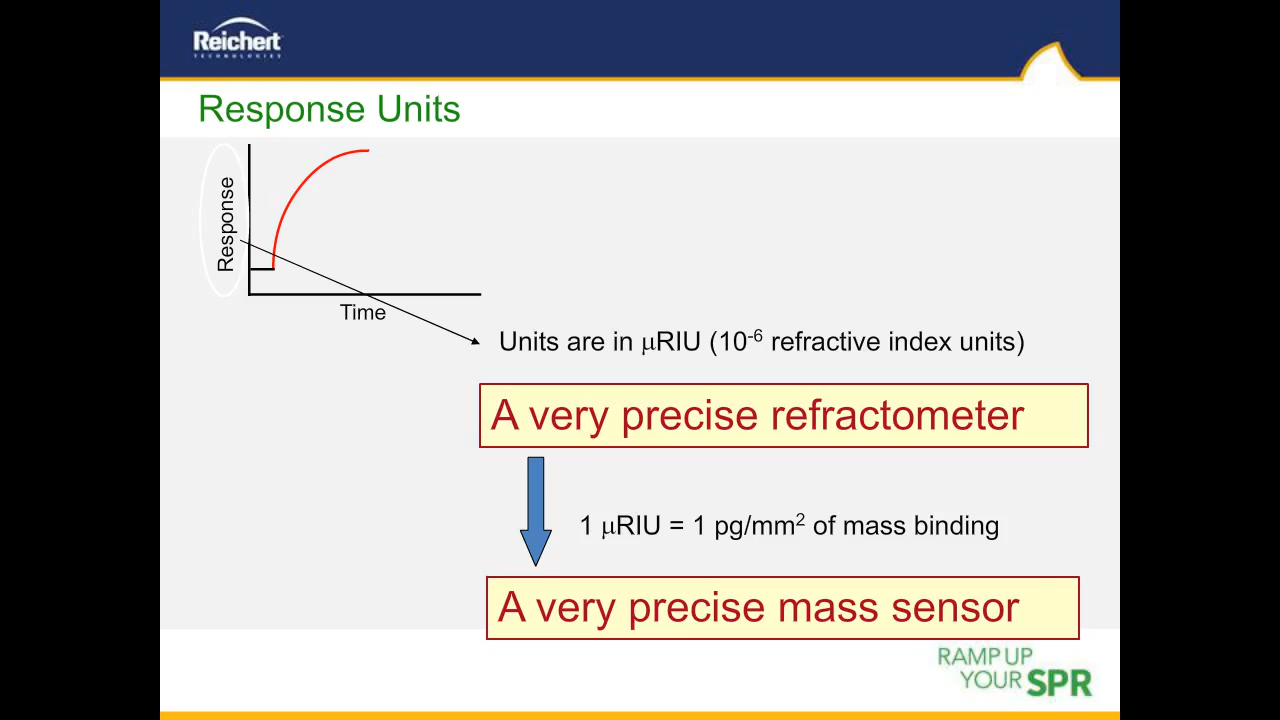 Reichert
TECHNOLOGIES
Response Units
Response
Time
Units are in μRIU (10⁻⁶ refractive index units)
A very precise refractometer
1 μRIU = 1 pg/mm² of mass binding
A very precise mass sensor
RAMP UP
YOUR SPR